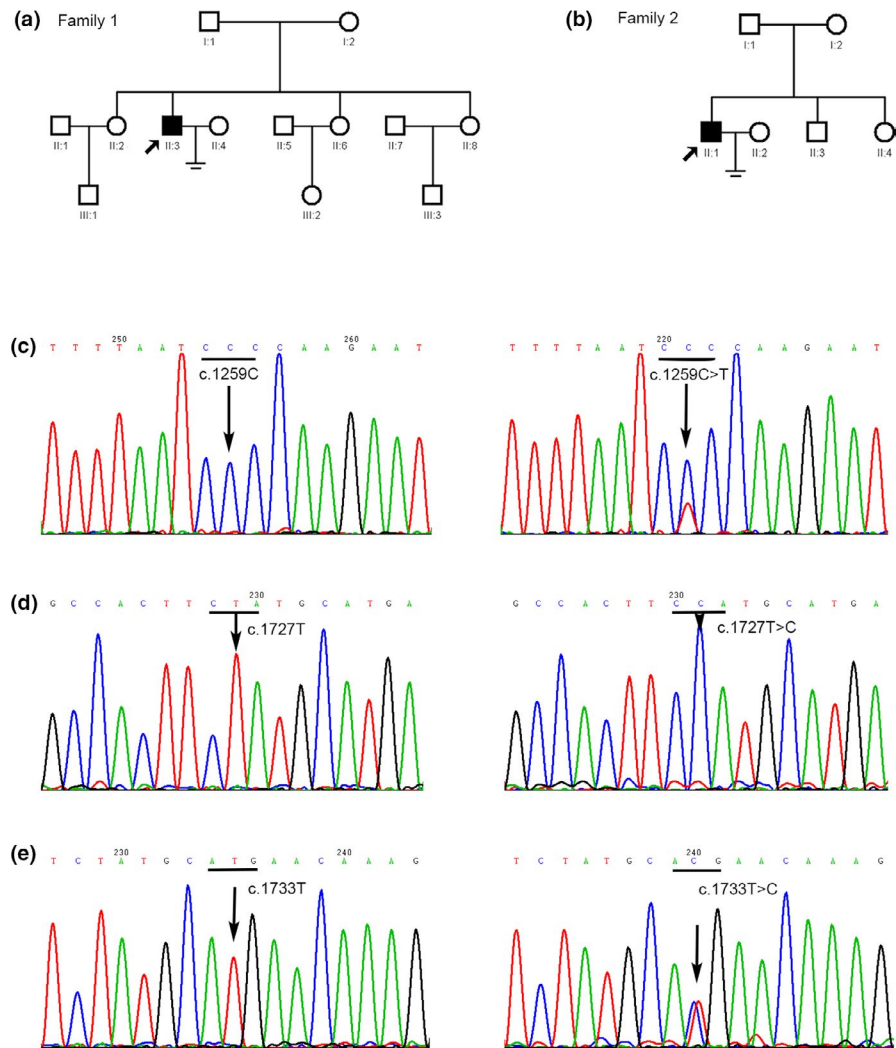 (a) Family 1
(b) Family 2
I:1 I:2
I:1 I:2
II:1 II:2 II:3 II:4 II:5 II:6 II:7 II:8
II:1 II:2 II:3 II:4
III:1 III:2 III:3
(c)
250 260
T T T T A A T C C C C A A G A A T
c.1259C
220
T T T T A A T C C C C A A G A A T
c.1259C>T
(d)
230
G C C A C T T C T A T G C A T G A
c.1727T
230
G C C A C T T C C A T G C A T G A
c.1727T>C
(e)
230 240
T C T A T G C A T G A A C A A A G
c.1733T
240
T C T A T G C A C G A A C A A A G
c.1733T>C